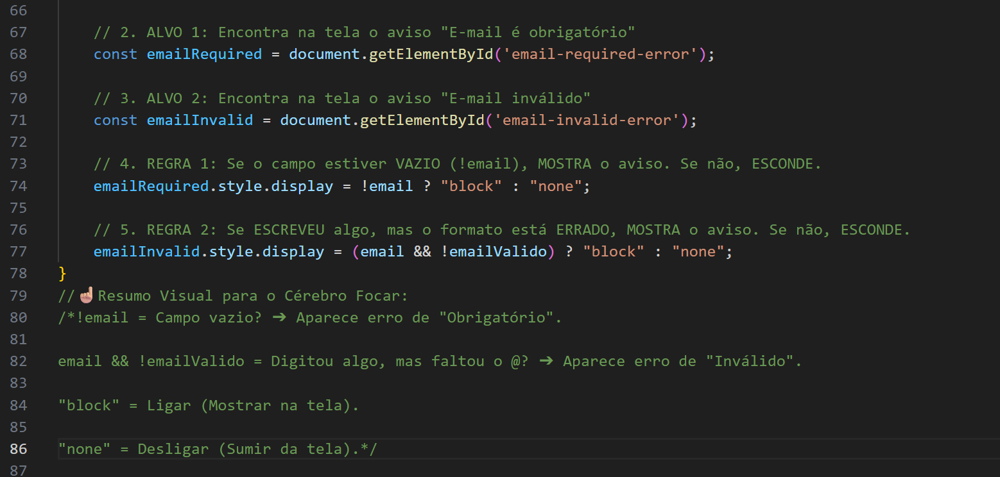 66
67 // 2. ALVO 1: Encontra na tela o aviso "E-mail é obrigatório"
68 const emailRequired = document.getElementById('email-required-error');
69
70 // 3. ALVO 2: Encontra na tela o aviso "E-mail inválido"
71 const emailInvalid = document.getElementById('email-invalid-error');
72
73 // 4. REGRA 1: Se o campo estiver VAZIO (!email), MOSTRA o aviso. Se não, ESCONDE.
74 emailRequired.style.display = !email ? "block" : "none";
75
76 // 5. REGRA 2: Se ESCREVEU algo, mas o formato está ERRADO, MOSTRA o aviso. Se não, ESCONDE.
77 emailInvalid.style.display = (email && !emailValido) ? "block" : "none";
78 }
79 //☝🏼Resumo Visual para o Cérebro Focar:
80 /*!email = Campo vazio? ➔ Aparece erro de "Obrigatório".
81
82 email && !emailValido = Digitou algo, mas faltou o @? ➔ Aparece erro de "Inválido".
83
84 "block" = Ligar (Mostrar na tela).
85
86 "none" = Desligar (Sumir da tela).*/
87